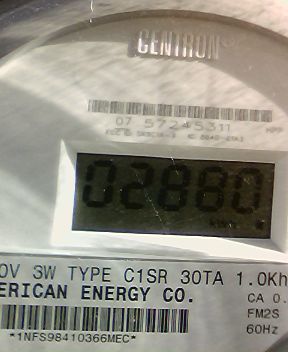 CENTRON®
07 57245311
02880
0V 3W TYPE C1SR 30TA 1.0Kh
ERICAN ENERGY CO.
CA 0.
FM2S
*1NFS98410366MEC*
60Hz